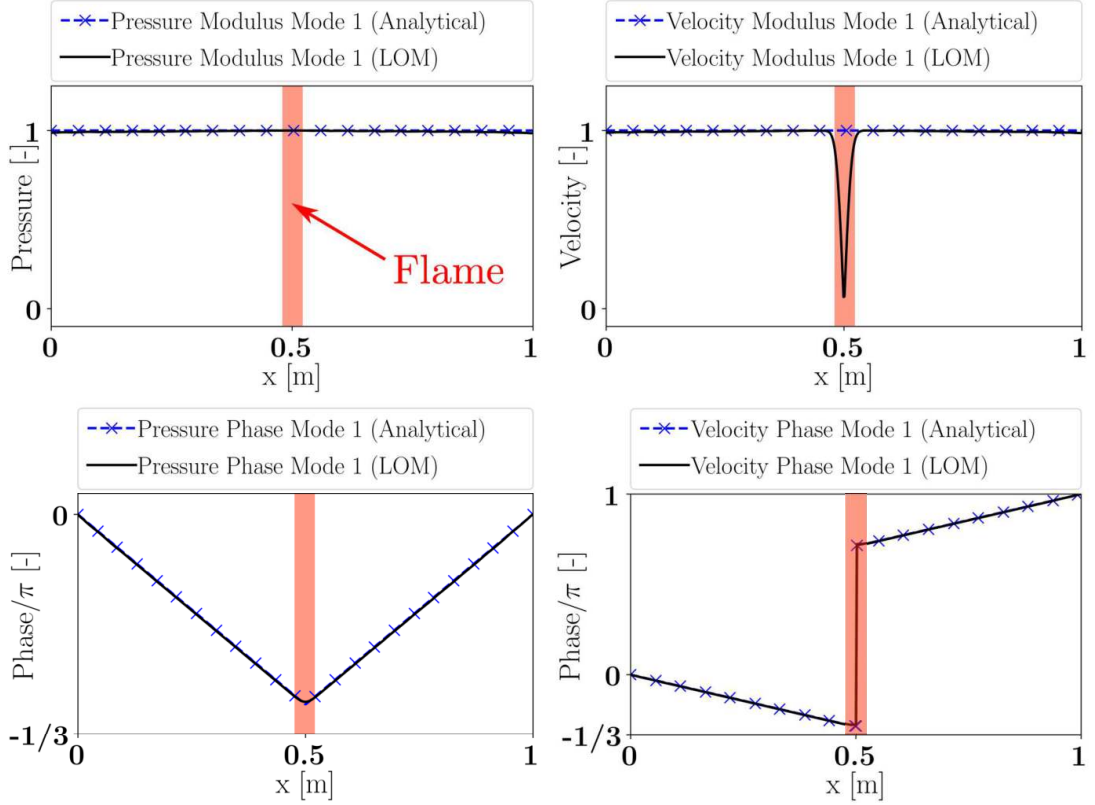 Pressure Modulus Mode 1 (Analytical)
Pressure Modulus Mode 1 (LOM)
Pressure [-]
1
0
Flame
0
0.5
1
x [m]
Velocity Modulus Mode 1 (Analytical)
Velocity Modulus Mode 1 (LOM)
Velocity [-]
1
0
0
0.5
1
x [m]
Pressure Phase Mode 1 (Analytical)
Pressure Phase Mode 1 (LOM)
Phase/π [-]
0
-1/3
0
0.5
1
x [m]
Velocity Phase Mode 1 (Analytical)
Velocity Phase Mode 1 (LOM)
Phase/π [-]
1
0
-1/3
0
0.5
1
x [m]